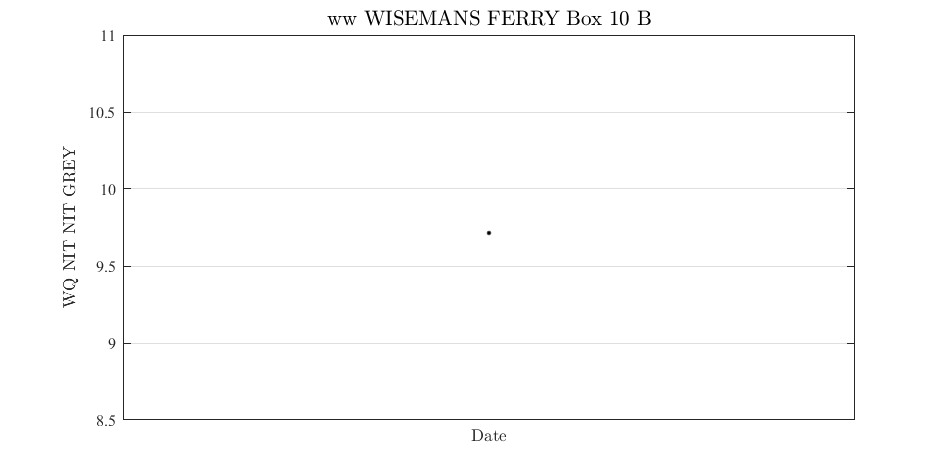 ww WISEMANS FERRY Box 10 B
11
10.5
10
9.5
9
8.5
WQ NIT NIT GREY
Date